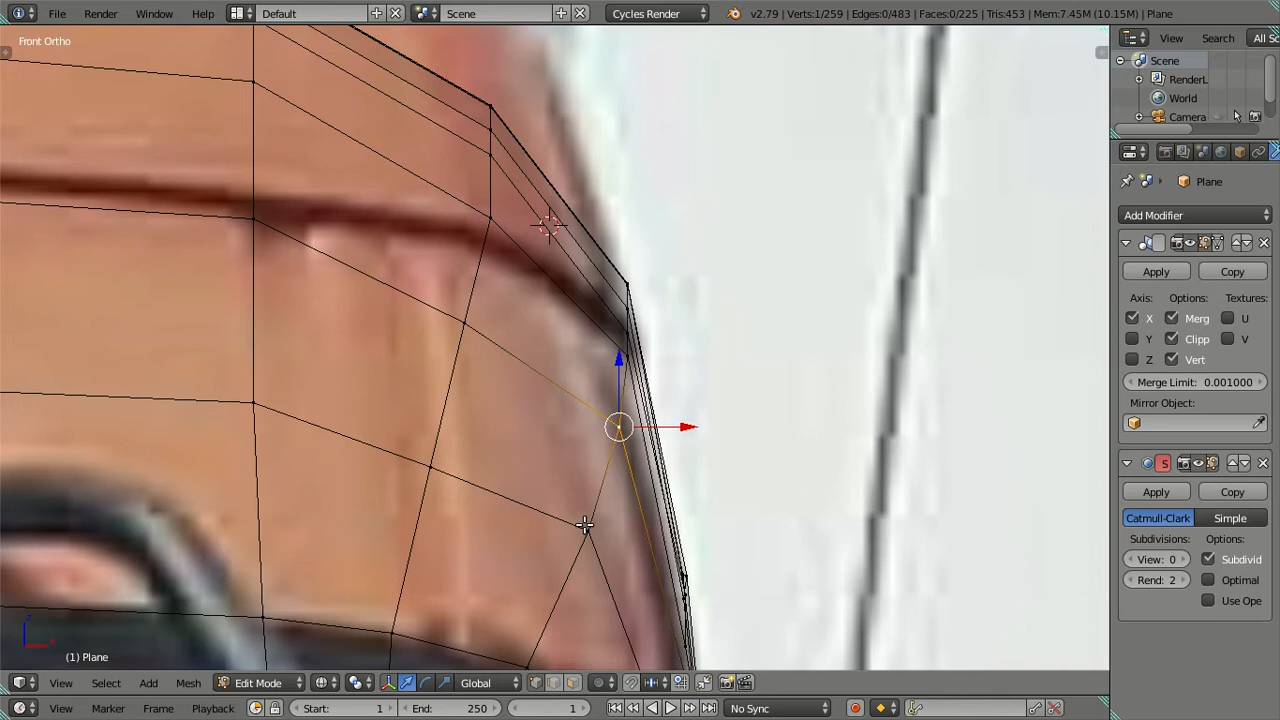 File Render Window Help Default Scene Cycles Render v2.79 | Verts:1/259 | Edges:0/483 | Faces:0/225 | Tris:453 | Mem:7.45M (10.15M) | Plane
Front Ortho
View Search All Sc
Scene
RenderL
World
Camera
Plane
Add Modifier
Apply Copy
Axis: Options: Textures:
X Merg U
Y Clipp V
Z Vert
Merge Limit: 0.001000
Mirror Object:
S
Apply Copy
Catmull-Clark Simple
Subdivisions: Options:
View: 0 Subdivid
Rend: 2 Optimal
Use Ope
z
x
(1) Plane
View Select Add Mesh Edit Mode Global
View Marker Frame Playback Start: 1 End: 250 1 No Sync